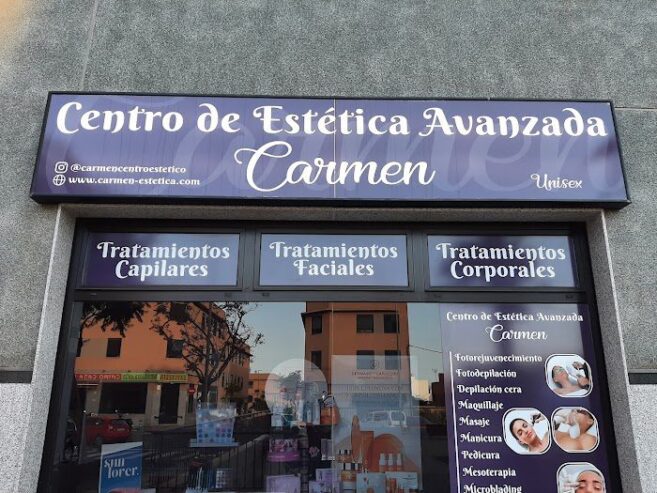 Centro de Estética Avanzada
Carmen
@carmencentroestetico
www.carmen-estetica.com
Unisex
Tratamientos
Capilares
Tratamientos
Faciales
Tratamientos
Corporales
Centro de Estética Avanzada
Carmen
Fotorejuvenecimiento
Fotodepilación
Depilación cera
Maquillaje
Masaje
Manicura
Pedicura
Mesoterapia
Microblading